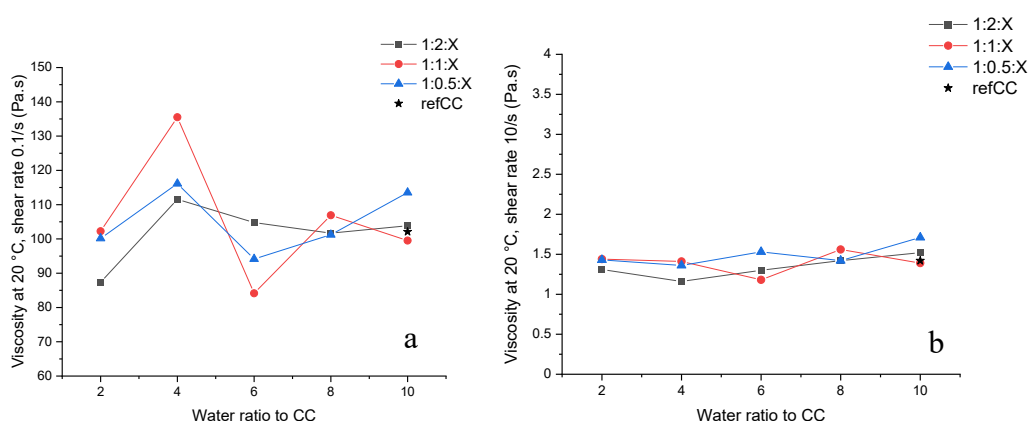 1:2:X
1:1:X
1:0.5:X
refCC
150
140
130
120
110
100
90
80
70
60
2 4 6 8 10
Viscosity at 20 °C, shear rate 0.1/s (Pa.s)
Water ratio to CC
a
1:2:X
1:1:X
1:0.5:X
refCC
4
3.5
3
2.5
2
1.5
1
0.5
0
2 4 6 8 10
Viscosity at 20 °C, shear rate 10/s (Pa.s)
Water ratio to CC
b